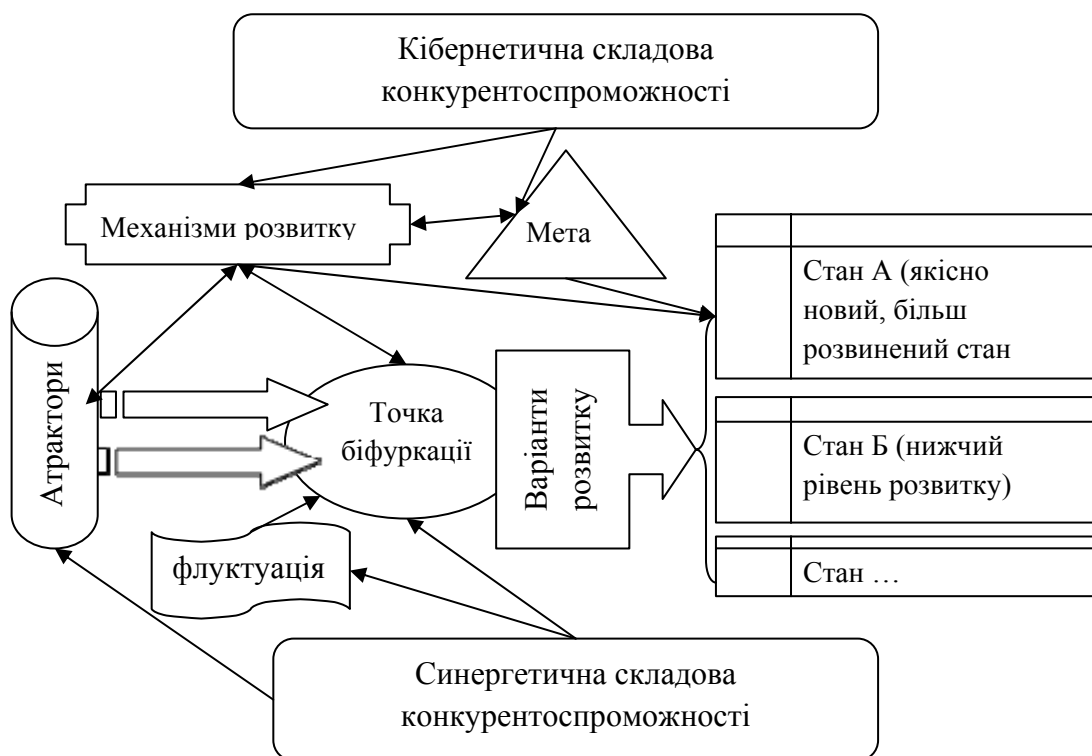 Кібернетична складова
конкурентоспроможності
Механізми розвитку
Мета
Стан А (якісно
новий, більш
розвинений стан
Атрактори
Точка
біфуркації
Варіанти
розвитку
Стан Б (нижчий
рівень розвитку)
флуктуація
Стан …
Синергетична складова
конкурентоспроможності